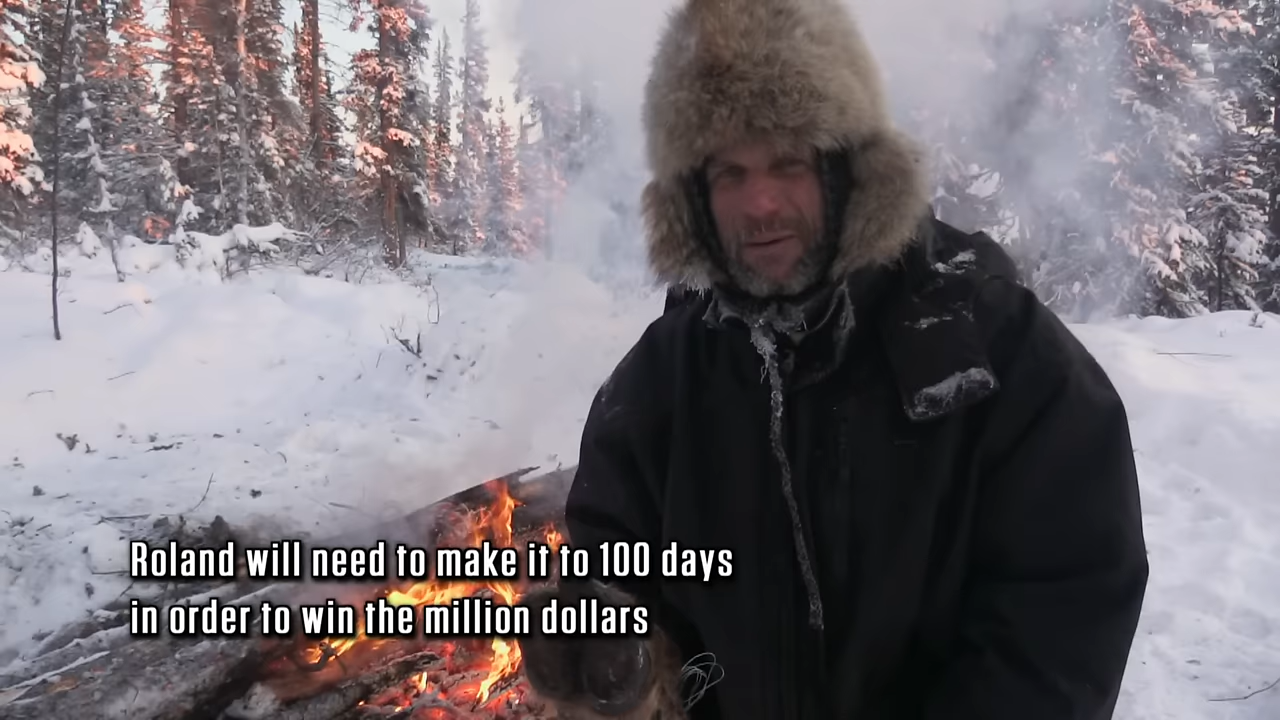 Roland will need to make it to 100 days
in order to win the million dollars